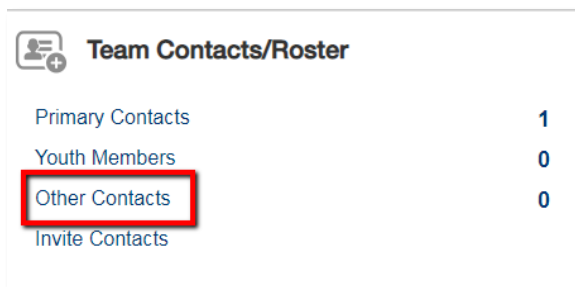 Team Contacts/Roster
Primary Contacts 1
Youth Members 0
Other Contacts 0
Invite Contacts